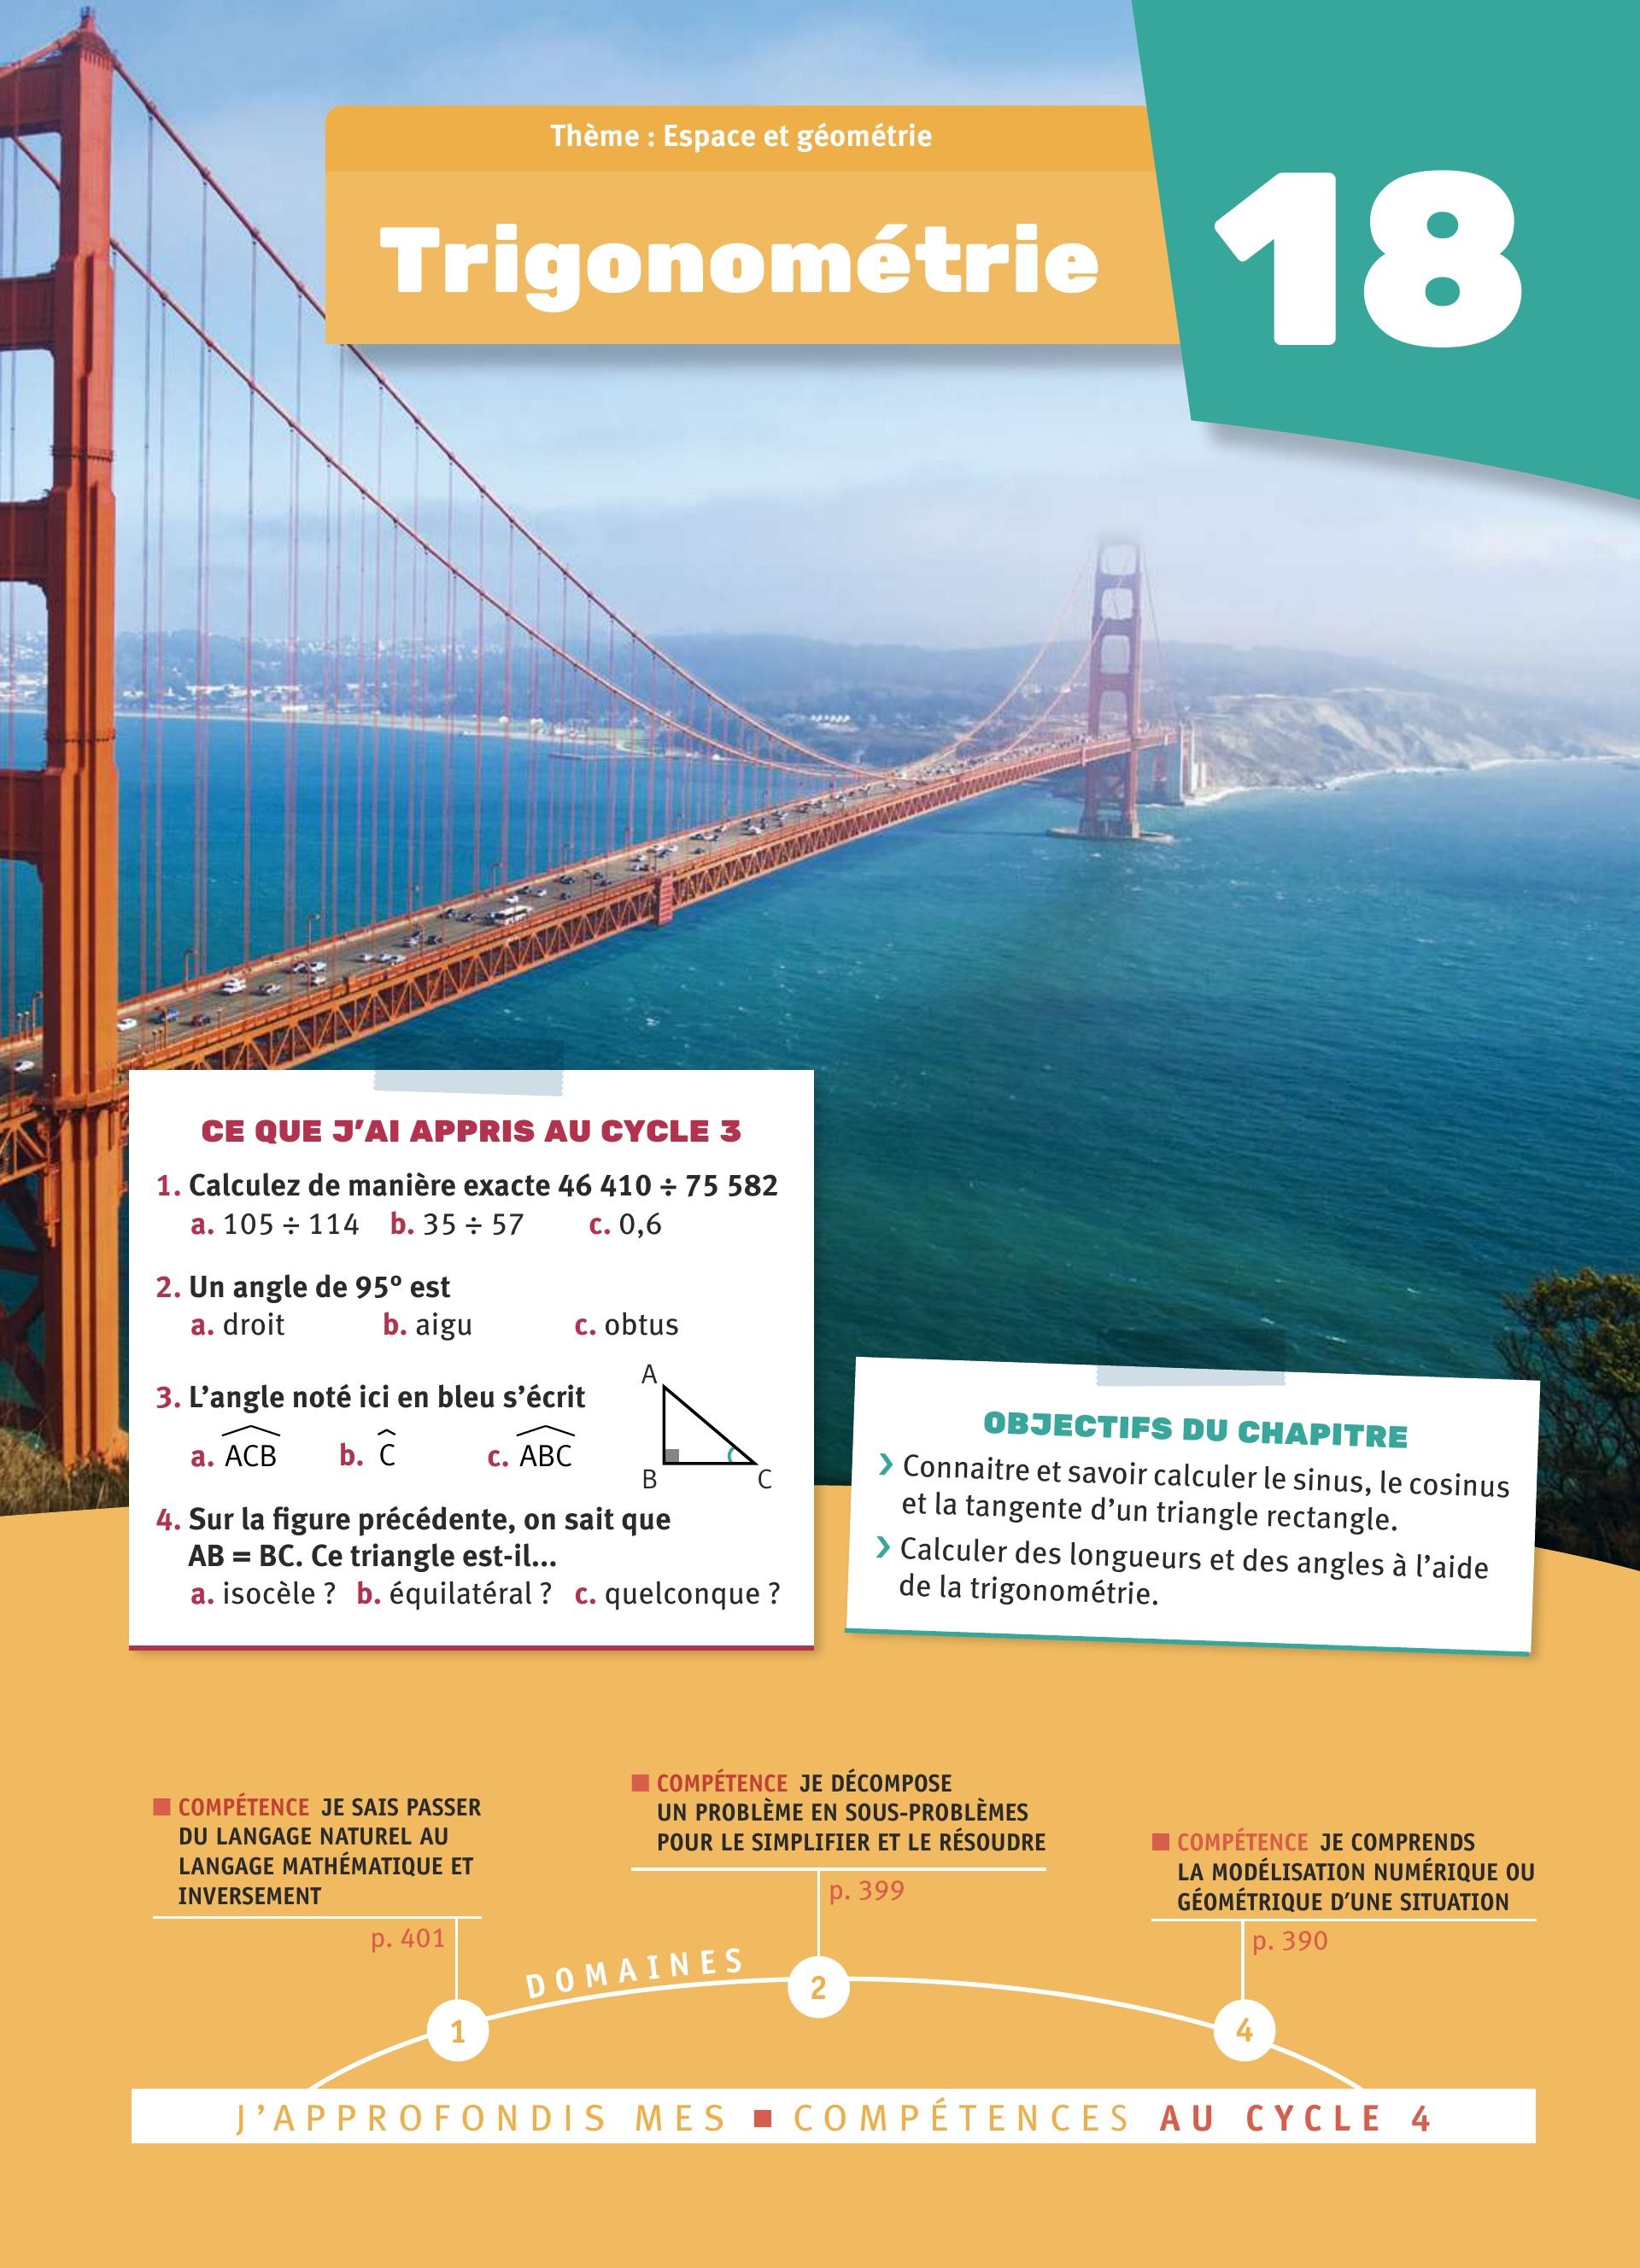 Thème : Espace et géométrie
Trigonométrie
18
CE QUE J’AI APPRIS AU CYCLE 3
1. Calculez de manière exacte 46 410 ÷ 75 582
a. 105 ÷ 114 b. 35 ÷ 57 c. 0,6
2. Un angle de 95° est
a. droit b. aigu c. obtus
3. L’angle noté ici en bleu s’écrit
a. ACB b. C c. ABC
A
B C
4. Sur la figure précédente, on sait que
AB = BC. Ce triangle est-il...
a. isocèle ? b. équilatéral ? c. quelconque ?
OBJECTIFS DU CHAPITRE
› Connaitre et savoir calculer le sinus, le cosinus
et la tangente d’un triangle rectangle.
› Calculer des longueurs et des angles à l’aide
de la trigonométrie.
■ COMPÉTENCE JE SAIS PASSER
DU LANGAGE NATUREL AU
LANGAGE MATHÉMATIQUE ET
INVERSEMENT
p. 401
■ COMPÉTENCE JE DÉCOMPOSE
UN PROBLÈME EN SOUS-PROBLÈMES
POUR LE SIMPLIFIER ET LE RÉSOUDRE
p. 399
■ COMPÉTENCE JE COMPRENDS
LA MODÉLISATION NUMÉRIQUE OU
GÉOMÉTRIQUE D’UNE SITUATION
p. 390
DOMAINES
1
2
4
J’APPROFONDIS MES ■ COMPÉTENCES AU CYCLE 4